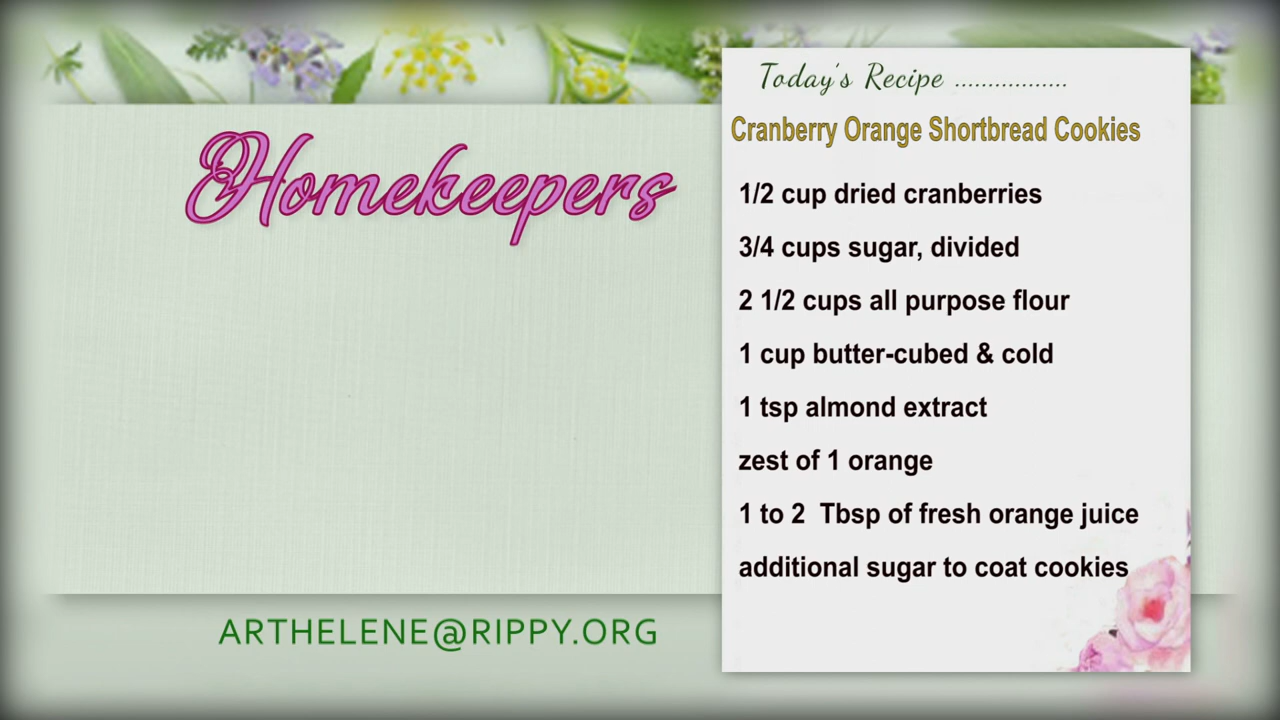 Homekeepers
ARTHELENE@RIPPY.ORG
Today's Recipe .................
Cranberry Orange Shortbread Cookies
1/2 cup dried cranberries
3/4 cups sugar, divided
2 1/2 cups all purpose flour
1 cup butter-cubed & cold
1 tsp almond extract
zest of 1 orange
1 to 2 Tbsp of fresh orange juice
additional sugar to coat cookies